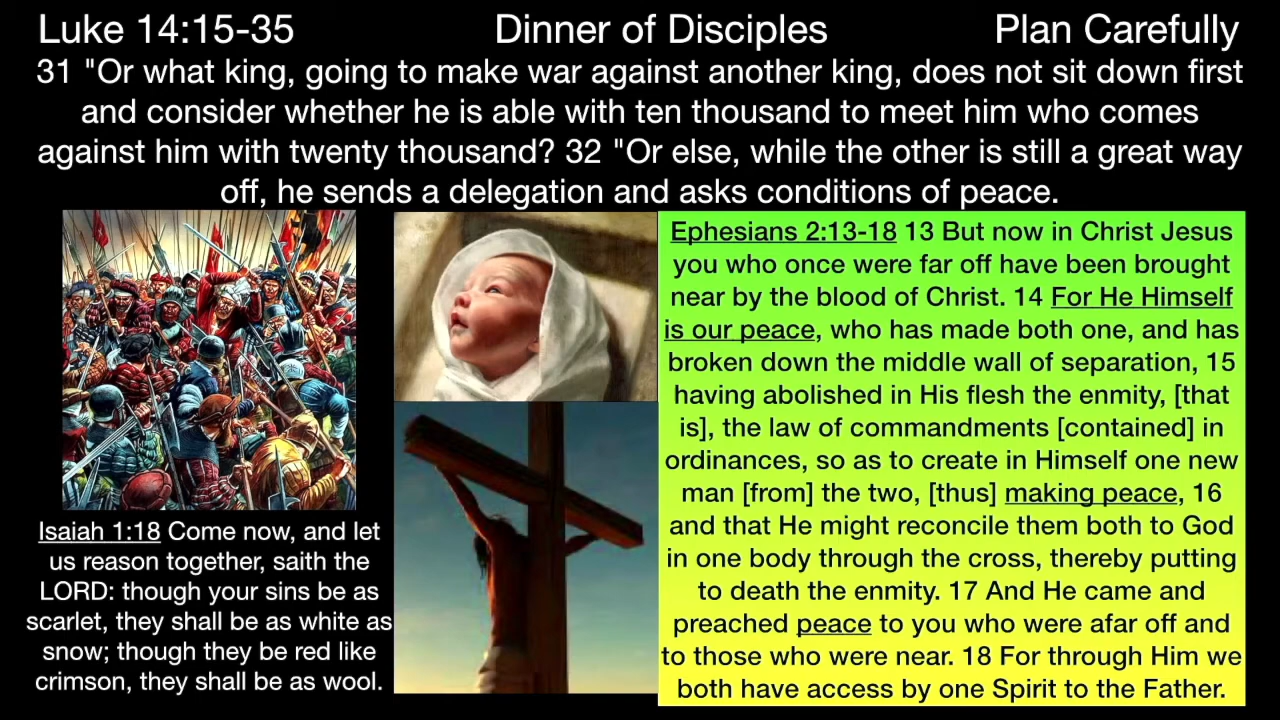 Luke 14:15-35 Dinner of Disciples Plan Carefully
31 "Or what king, going to make war against another king, does not sit down first
and consider whether he is able with ten thousand to meet him who comes
against him with twenty thousand? 32 "Or else, while the other is still a great way
off, he sends a delegation and asks conditions of peace.
Isaiah 1:18 Come now, and let
us reason together, saith the
LORD: though your sins be as
scarlet, they shall be as white as
snow; though they be red like
crimson, they shall be as wool.
Ephesians 2:13-18 13 But now in Christ Jesus
you who once were far off have been brought
near by the blood of Christ. 14 For He Himself
is our peace, who has made both one, and has
broken down the middle wall of separation, 15
having abolished in His flesh the enmity, [that
is], the law of commandments [contained] in
ordinances, so as to create in Himself one new
man [from] the two, [thus] making peace, 16
and that He might reconcile them both to God
in one body through the cross, thereby putting
to death the enmity. 17 And He came and
preached peace to you who were afar off and
to those who were near. 18 For through Him we
both have access by one Spirit to the Father.